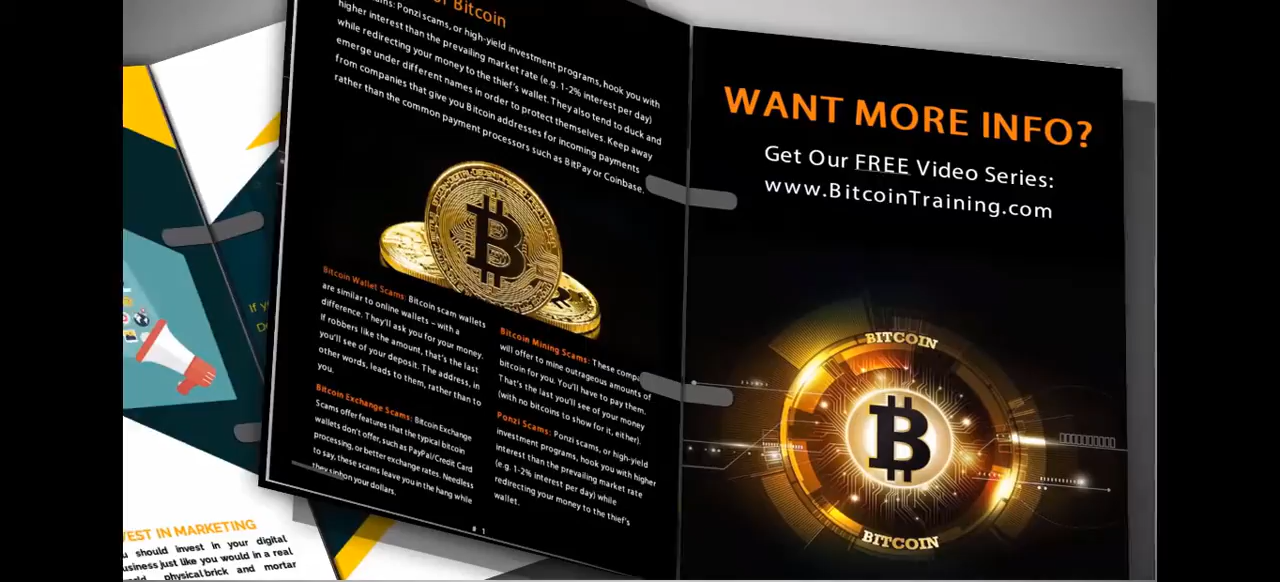 of Bitcoin
Ponzi scams, or high-yield investment programs, hook you with
higher interest than the prevailing market rate (e.g. 1-2% interest per day)
while redirecting your money to the thief's wallet. They also tend to duck and
emerge under different names in order to protect themselves. Keep away
from companies that give you Bitcoin addresses for incoming payments
rather than the common payment processors such as BitPay or Coinbase.
Bitcoin Wallet Scams: Bitcoin scam wallets
are similar to online wallets – with a
difference. They'll ask you for your money.
If robbers like the amount, that's the last
you'll see of your deposit. The address, in
other words, leads to them, rather than to
you.
Bitcoin Exchange Scams: Bitcoin Exchange
Scams offer features that the typical bitcoin
wallets don't offer, such as PayPal/Credit Card
processing, or better exchange rates. Needless
to say, these scams leave you in the hang while
on your dollars.
Bitcoin Mining Scams: These
will offer to mine outrageous amounts of
bitcoin for you. You'll have to pay them.
That's the last you'll see of your money
(with no bitcoins to show for it, either).
Ponzi Scams: Ponzi scams, or high-yield
investment programs, hook you with higher
interest than the prevailing market rate
(e.g. 1-2% interest per day) while
redirecting your money to the thief's
wallet.
# 1
WANT MORE INFO?
Get Our FREE Video Series:
www.BitcoinTraining.com
BITCOIN
BITCOIN
If
IN MARKETING
should invest in your digital
just like you would in a real
physical brick and mortar